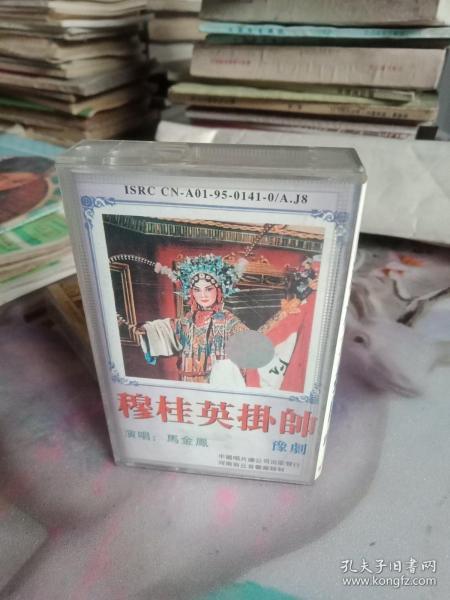 ISRC CN-A01-95-0141-0/A.J8
穆桂英掛帥
演唱：馬金鳳
豫劇
中國唱片總公司出版發行
孔夫子旧书网
www.kongfz.com